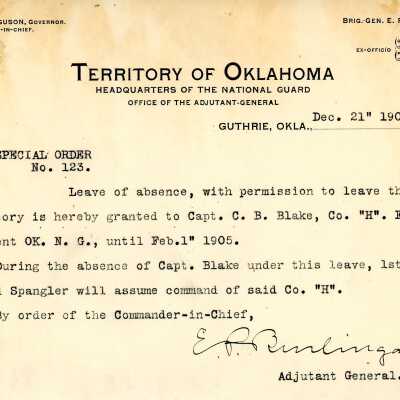 GUSON, GOVERNOR.
-IN-CHIEF.
BRIG.-GEN. E. P
EX-OFFICIO
TERRITORY OF OKLAHOMA
HEADQUARTERS OF THE NATIONAL GUARD
OFFICE OF THE ADJUTANT-GENERAL
GUTHRIE, OKLA., Dec. 21" 190
SPECIAL ORDER
No. 123.
Leave of absence, with permission to leave th
ory is hereby granted to Capt. C. B. Blake, Co. "H".
ent OK. N. G., until Feb.1" 1905.
During the absence of Capt. Blake under this leave, 1st
Spangler will assume command of said Co. "H".
By order of the Commander-in-Chief,
E. P. Burlinga
Adjutant General.